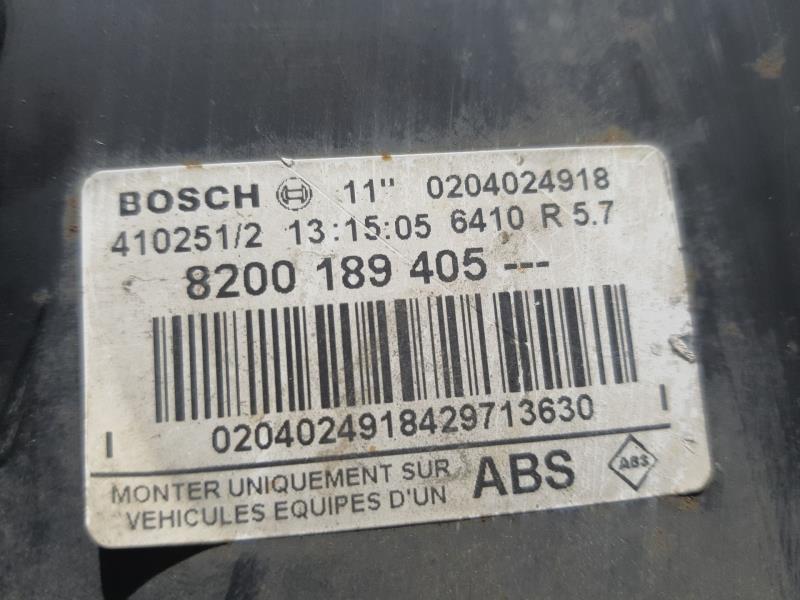 BOSCH 11" 0204024918
410251/2 13:15:05 6410 R 5.7
8200 189 405 ---
I 0204024918429713630 I
MONTER UNIQUEMENT SUR
VEHICULES EQUIPES D'UN ABS
ABS